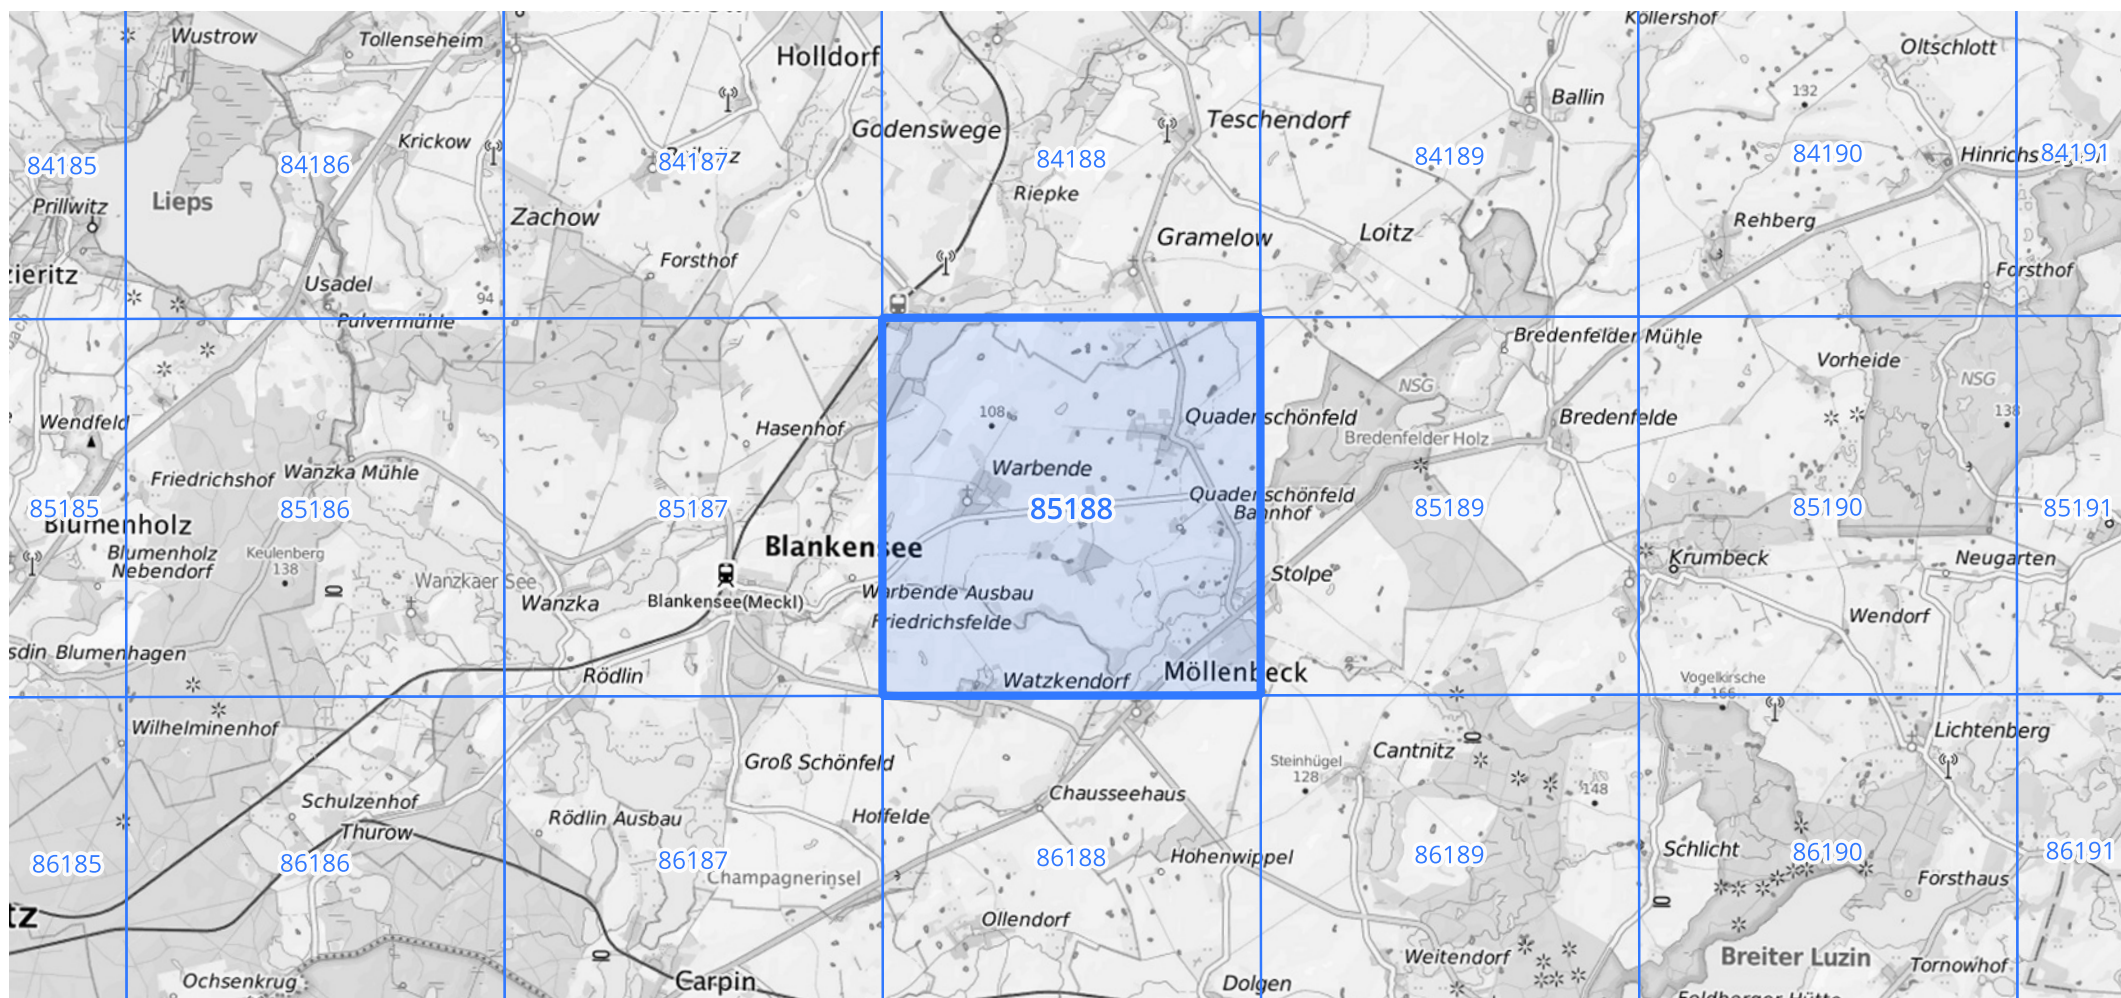 Wustrow
Tollenseheim
Holldorf
Köllershof
Oltschlott
Krickow
Godenswege
Teschendorf
Ballin
132
84185
84186
84187
84188
84189
84190
Hinrichs
84191
Prillwitz
Lieps
Zachow
Riepke
Gramelow
Loitz
Rehberg
zieritz
Usadel
Forsthof
Forsthof
94
Pulvermühle
Bredenfelder Mühle
Vorheide
NSG
NSG
Wendfeld
Hasenhof
108
Quadenschönfeld
Bredenfelde
138
Bredenfelder Holz
Friedrichshof
Wanzka Mühle
Warbende
85185
85186
85187
85188
85189
85190
85191
Quadenschönfeld
Bahnhof
Blumenholz
Blumenholz
Nebendorf
Keulenberg
138
Wanzkaer See
Blankensee
Stolpe
Krumbeck
Neugarten
Wanzka
Blankensee(Meckl)
Warbende Ausbau
Friedrichsfelde
Wendorf
sdin Blumenhagen
Rödlin
Watzkendorf
Möllenbeck
Vogelkirsche
166
Wilhelminenhof
Groß Schönfeld
Steinhügel
128
Cantnitz
148
Lichtenberg
Schulzenhof
Thurow
Rödlin Ausbau
Hoffelde
Chausseehaus
86185
86186
86187
86188
Hohenwippel
86189
Schlicht
86190
86191
Champagnerinsel
Forsthaus
tz
Ollendorf
Weitendorf
Breiter Luzin
Tornowhof
Ochsenkrug
Carpin
Dolgen
Feldberger Hütte